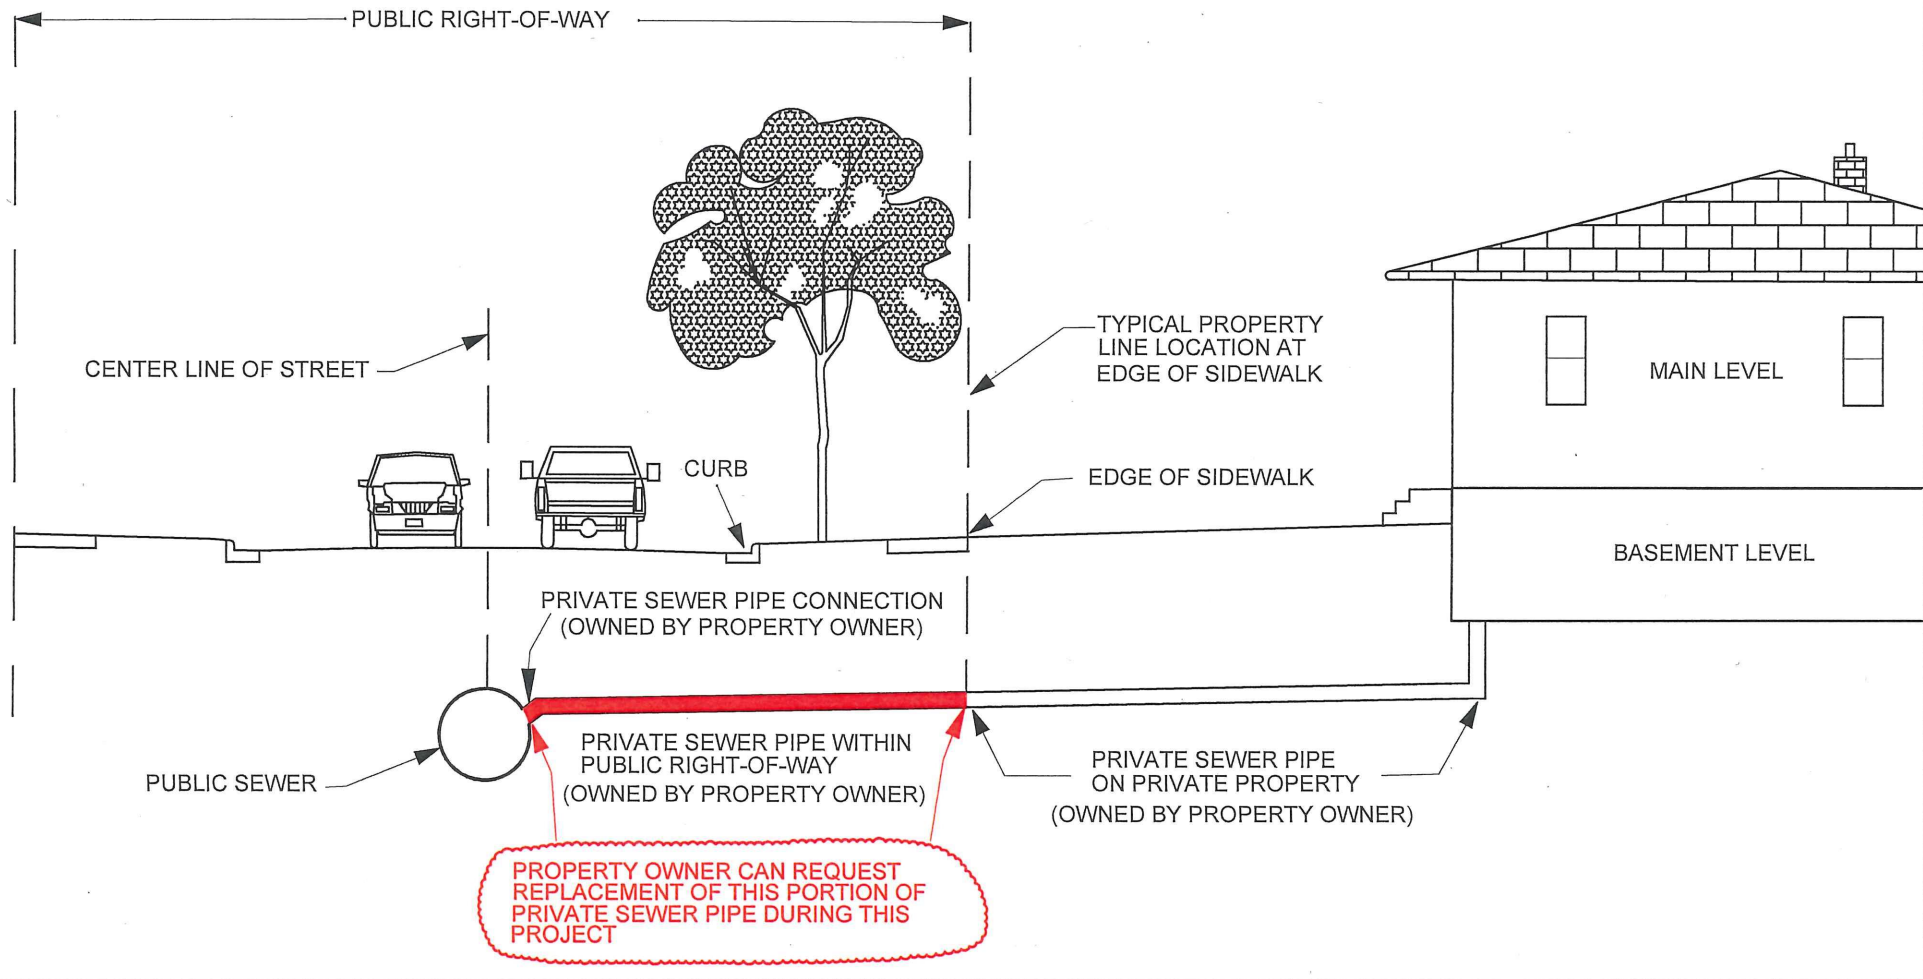 PUBLIC RIGHT-OF-WAY
CENTER LINE OF STREET
TYPICAL PROPERTY
LINE LOCATION AT
EDGE OF SIDEWALK
MAIN LEVEL
CURB
EDGE OF SIDEWALK
BASEMENT LEVEL
PRIVATE SEWER PIPE CONNECTION
(OWNED BY PROPERTY OWNER)
PUBLIC SEWER
PRIVATE SEWER PIPE WITHIN
PUBLIC RIGHT-OF-WAY
(OWNED BY PROPERTY OWNER)
PRIVATE SEWER PIPE
ON PRIVATE PROPERTY
(OWNED BY PROPERTY OWNER)
PROPERTY OWNER CAN REQUEST
REPLACEMENT OF THIS PORTION OF
PRIVATE SEWER PIPE DURING THIS
PROJECT